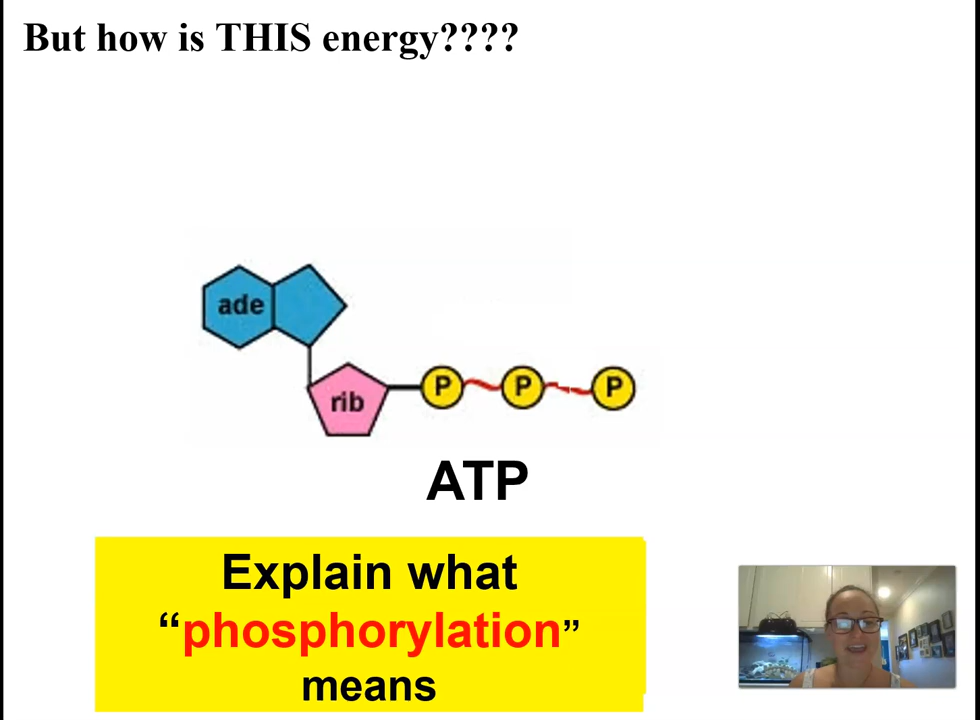 But how is THIS energy????
ade
rib
P
P
P
ATP
Explain what
“phosphorylation”
means